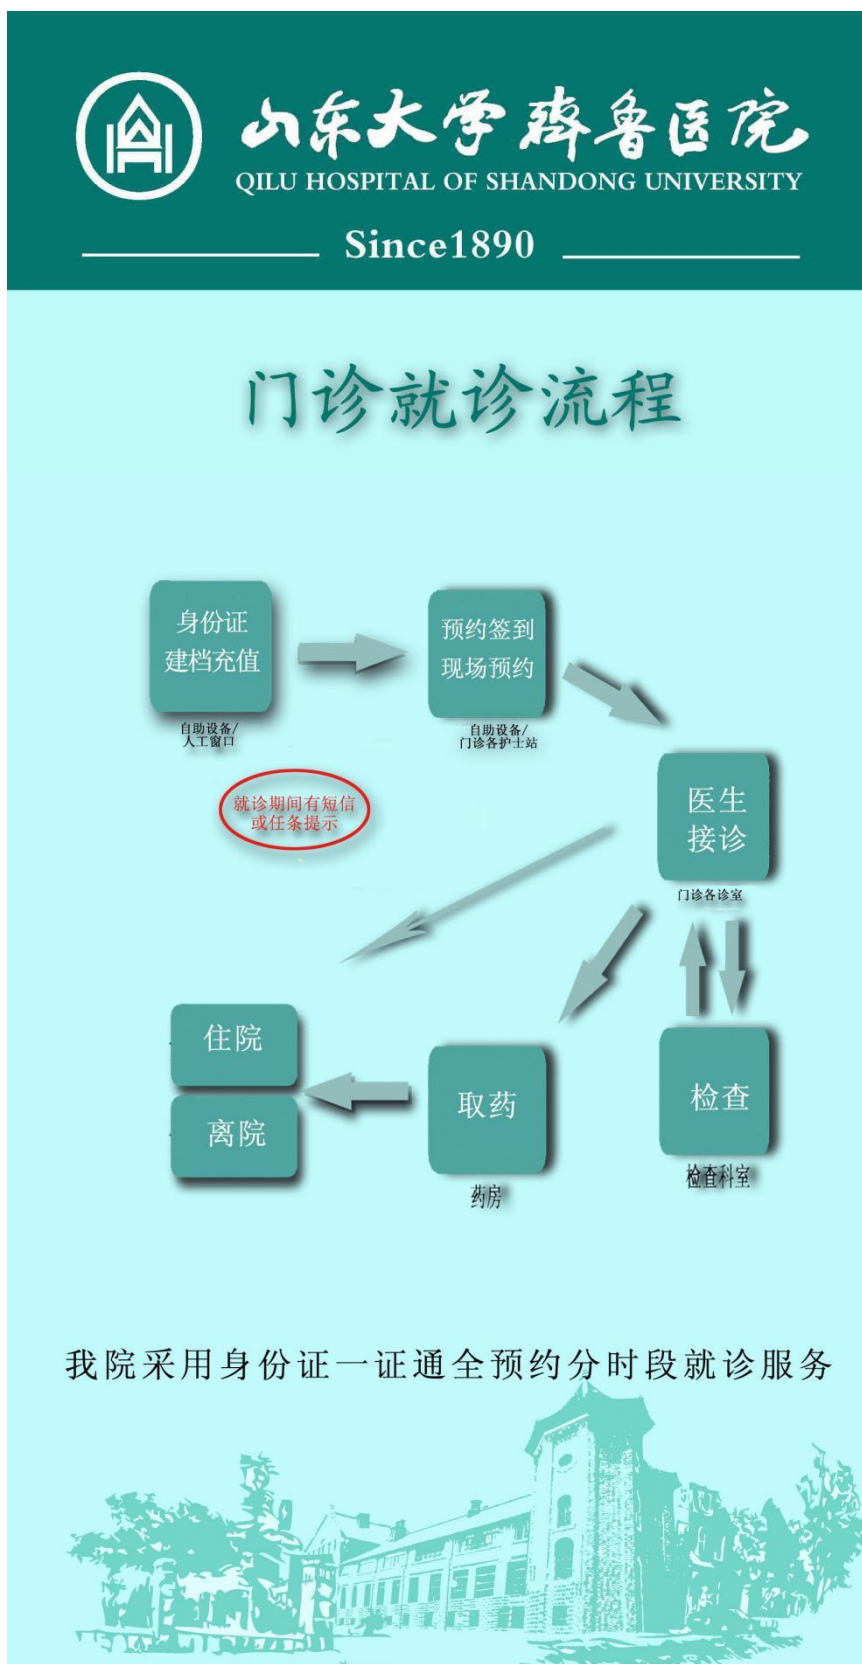 山东大学齊鲁医院
QILU HOSPITAL OF SHANDONG UNIVERSITY
Since1890
门诊就诊流程
身份证
建档充值
自助设备/
人工窗口
预约签到
现场预约
自助设备/
门诊各护士站
就诊期间有短信
或任条提示
医生
接诊
门诊各诊室
住院
离院
取药
药房
检查
检查科室
我院采用身份证一证通全预约分时段就诊服务